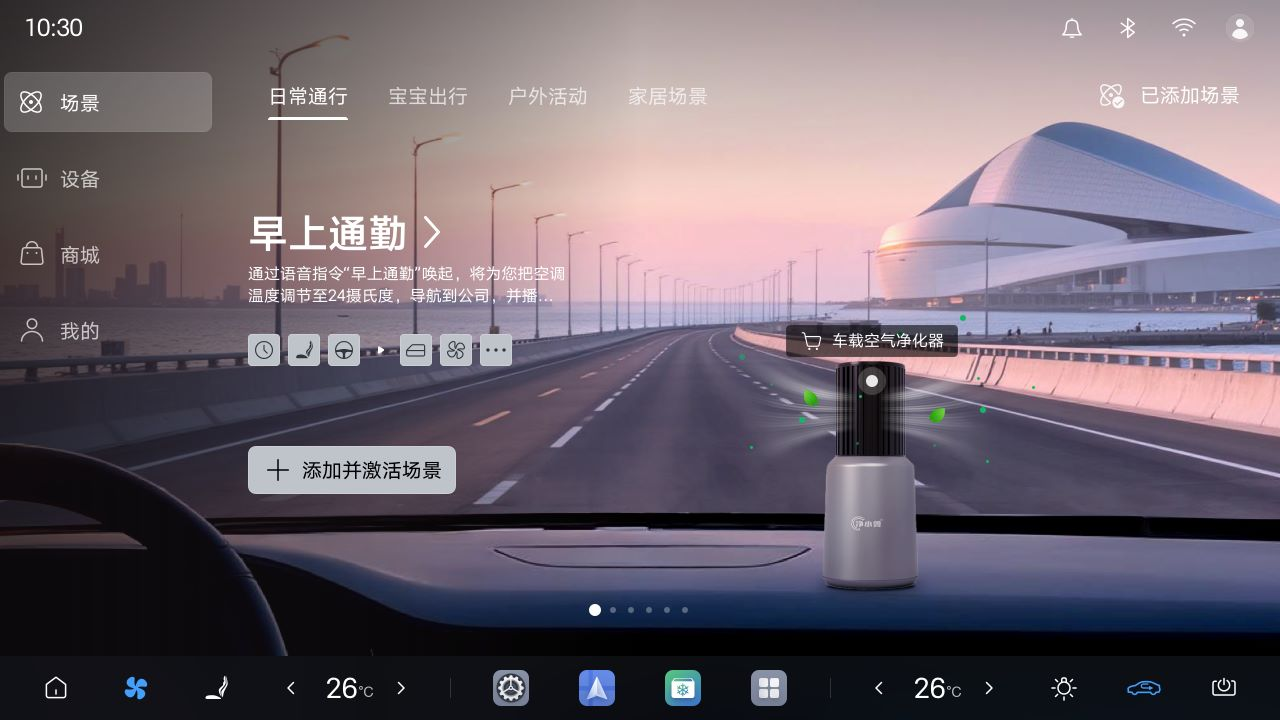 10:30
场景
日常通行
宝宝出行
户外活动
家居场景
已添加场景
设备
商城
我的
早上通勤
通过语音指令“早上通勤”唤起，将为您把空调
温度调节至24摄氏度，导航到公司，并播...
车载空气净化器
添加并激活场景
26°C
26°C